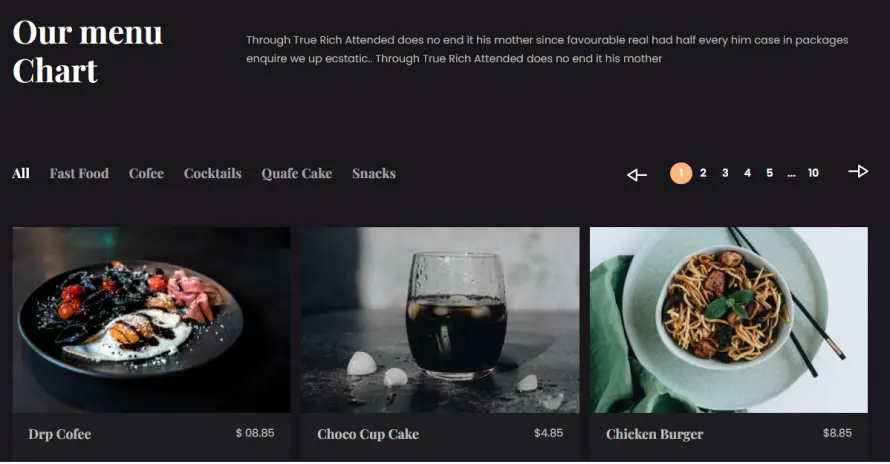 Our menu
Chart
Through True Rich Attended does no end it his mother since favourable real had half every him case in packages
enquire we up ecstatic.. Through True Rich Attended does no end it his mother
All Fast Food Cofee Cocktails Quafe Cake Snacks 1 2 3 4 5 ... 10
Drp Cofee $ 08.85 Choco Cup Cake $4.85 Chicken Burger $8.85